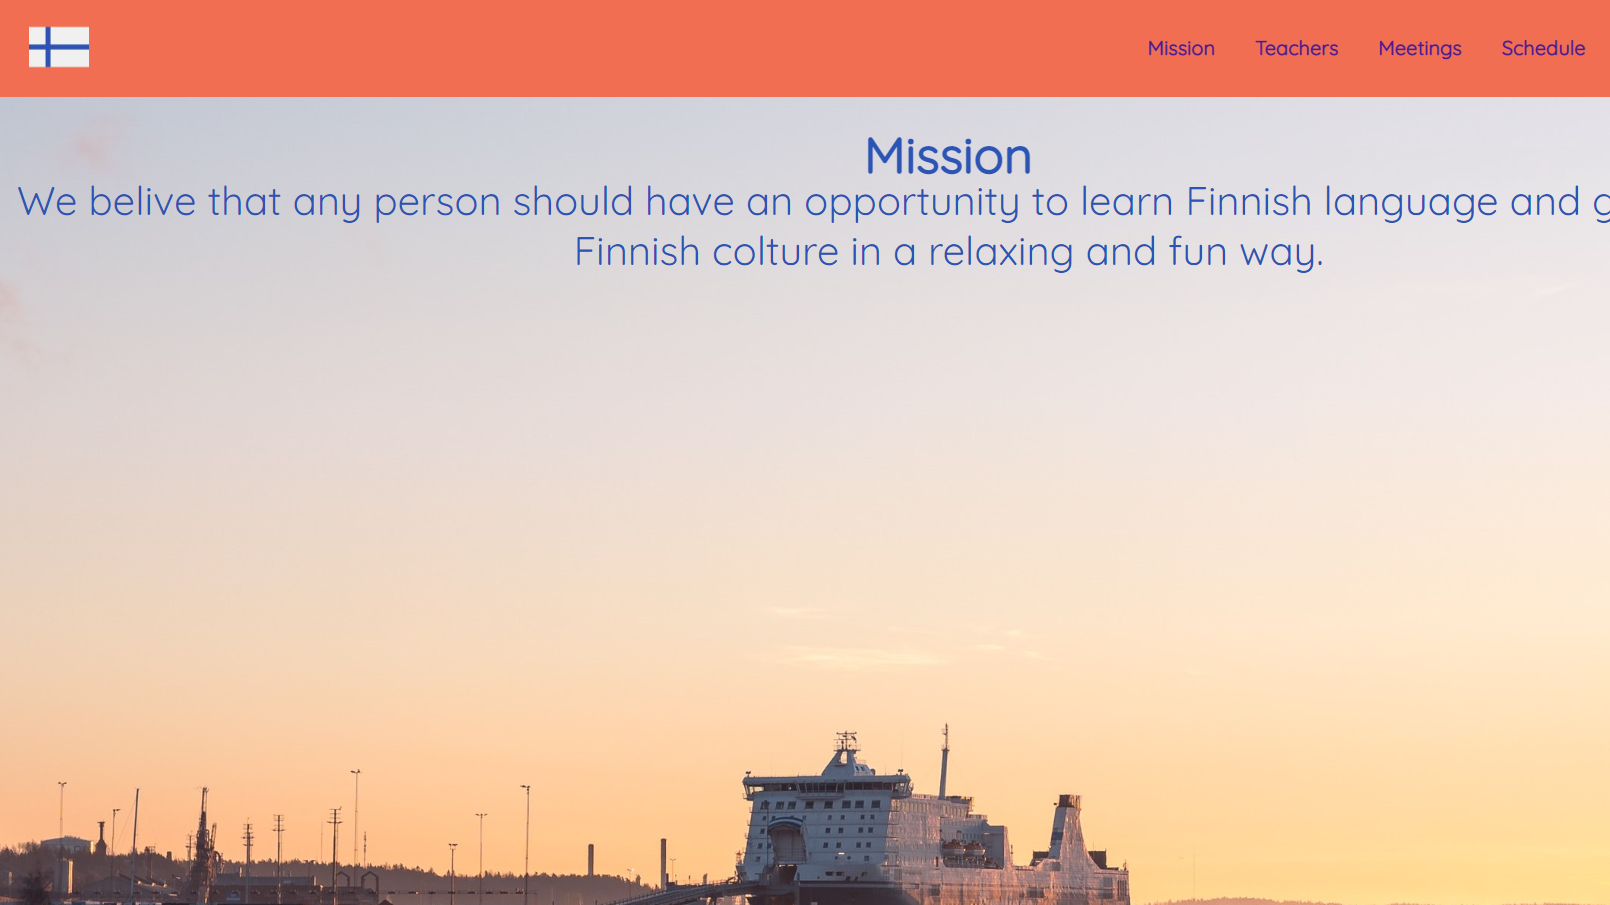 Mission Teachers Meetings Schedule
Mission
We belive that any person should have an opportunity to learn Finnish language and
Finnish colture in a relaxing and fun way.